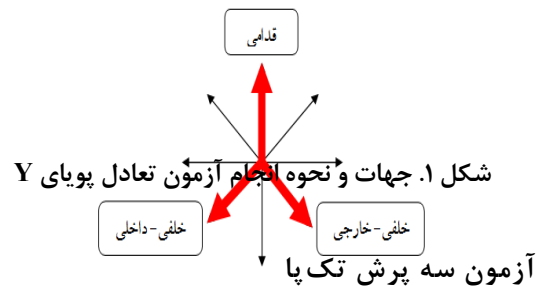 قدامی
شکل ۱. جهات و نحوه انجام آزمون تعادل پویای Y
خلفی-خارجی
خلفی-داخلی
آزمون سه پرش تک پا